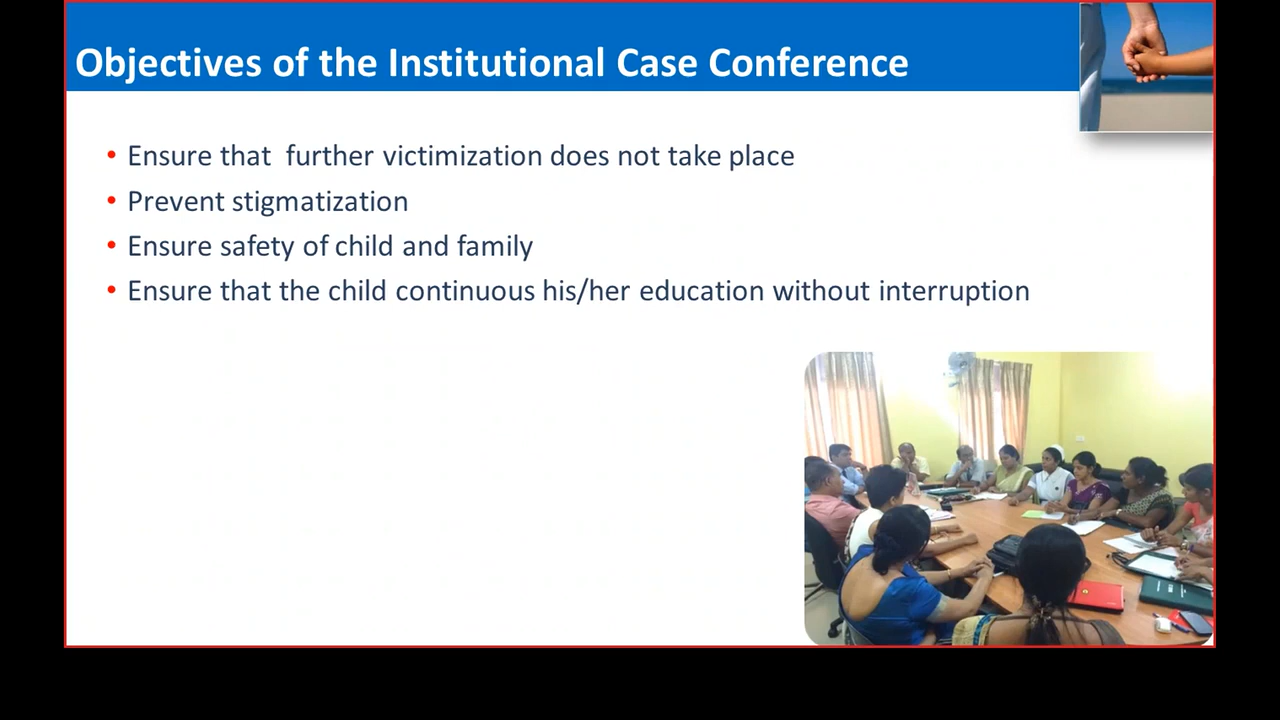 Objectives of the Institutional Case Conference
• Ensure that  further victimization does not take place
• Prevent stigmatization
• Ensure safety of child and family
• Ensure that the child continuous his/her education without interruption